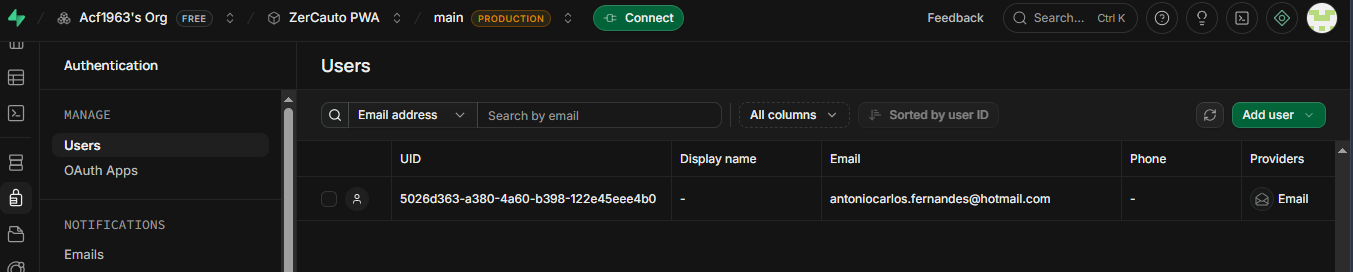 Acf1963's Org FREE ZerCauto PWA main PRODUCTION Connect Feedback Search... Ctrl K
Authentication
MANAGE
Users
OAuth Apps
NOTIFICATIONS
Emails
Users
Email address Search by email All columns Sorted by user ID Add user
UID Display name Email Phone Providers
5026d363-a380-4a60-b398-122e45eee4b0 - antoniocarlos.fernandes@hotmail.com - Email